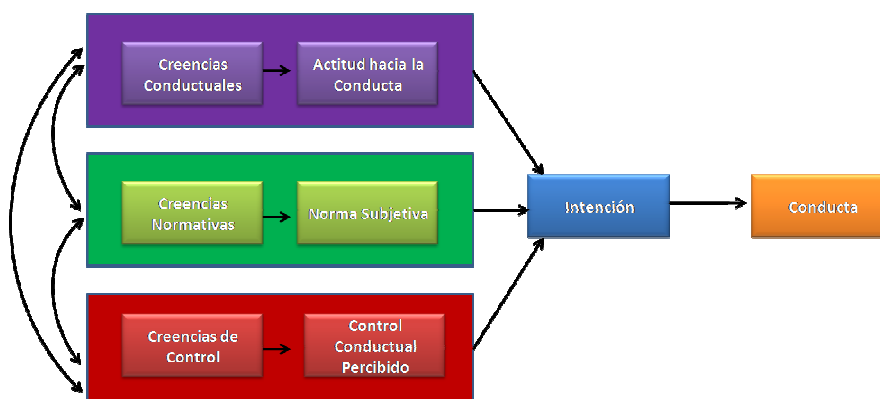 Creencias
Conductuales
Actitud hacia la
Conducta
Creencias
Normativas
Norma Subjetiva
Intención
Conducta
Creencias de
Control
Control
Conductual
Percibido